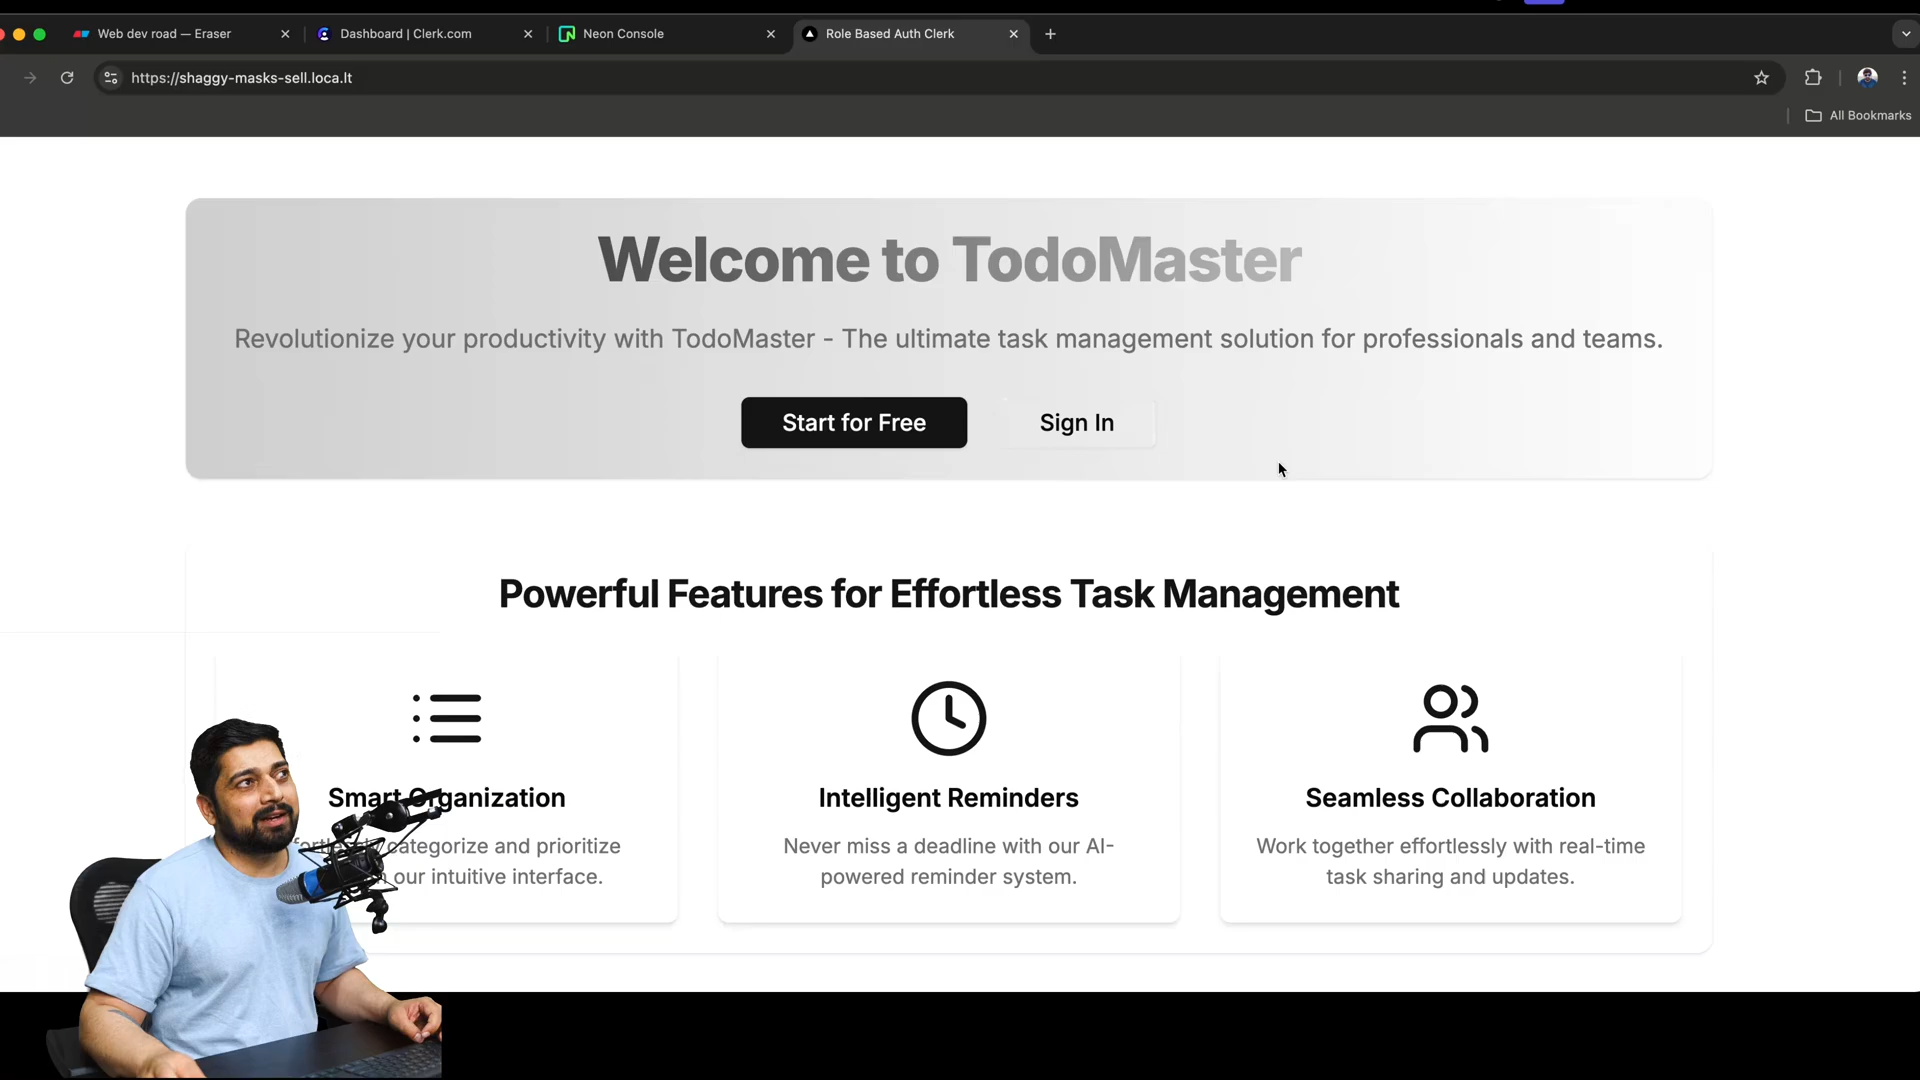 Web dev road — Eraser
Dashboard | Clerk.com
Neon Console
Role Based Auth Clerk
https://shaggy-masks-sell.loca.lt
All Bookmarks
Welcome to TodoMaster
Revolutionize your productivity with TodoMaster - The ultimate task management solution for professionals and teams.
Start for Free
Sign In
Powerful Features for Effortless Task Management
Smart Organization
categorize and prioritize
our intuitive interface.
Intelligent Reminders
Never miss a deadline with our AI-
powered reminder system.
Seamless Collaboration
Work together effortlessly with real-time
task sharing and updates.